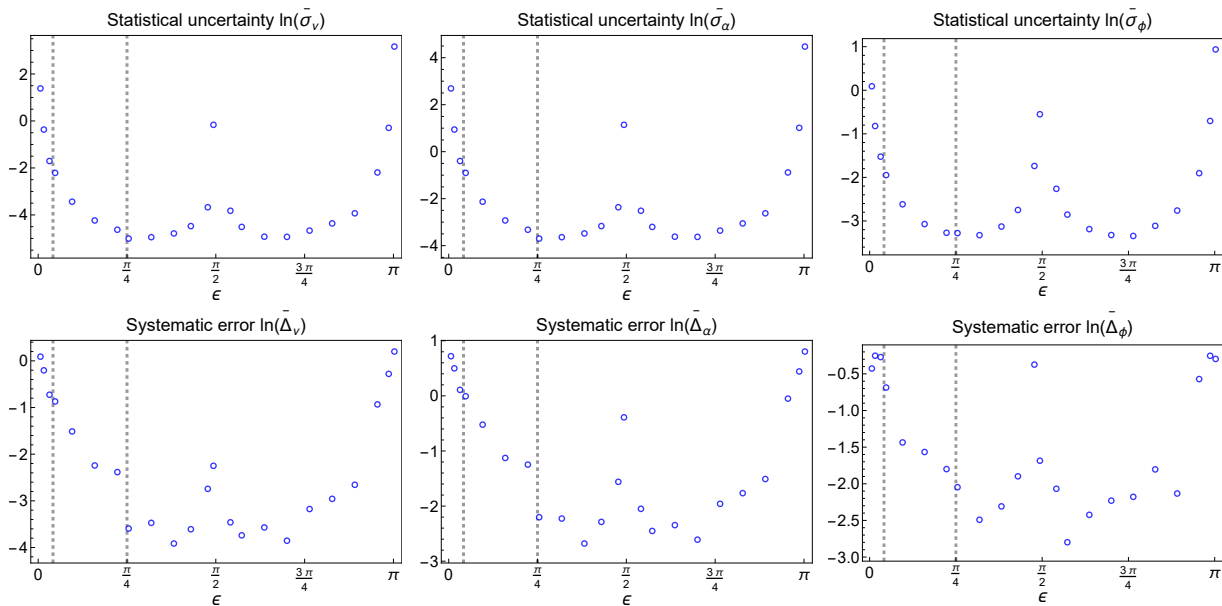 Statistical uncertainty ln(σ̄_v)
2
0
−2
−4
0
π/4
π/2
3π/4
π
ϵ
Statistical uncertainty ln(σ̄_α)
4
2
0
−2
−4
0
π/4
π/2
3π/4
π
ϵ
Statistical uncertainty ln(σ̄_ϕ)
1
0
−1
−2
−3
0
π/4
π/2
3π/4
π
ϵ
Systematic error ln(Δ̄_v)
0
−1
−2
−3
−4
0
π/4
π/2
3π/4
π
ϵ
Systematic error ln(Δ̄_α)
1
0
−1
−2
−3
0
π/4
π/2
3π/4
π
ϵ
Systematic error ln(Δ̄_ϕ)
−0.5
−1.0
−1.5
−2.0
−2.5
−3.0
0
π/4
π/2
3π/4
π
ϵ